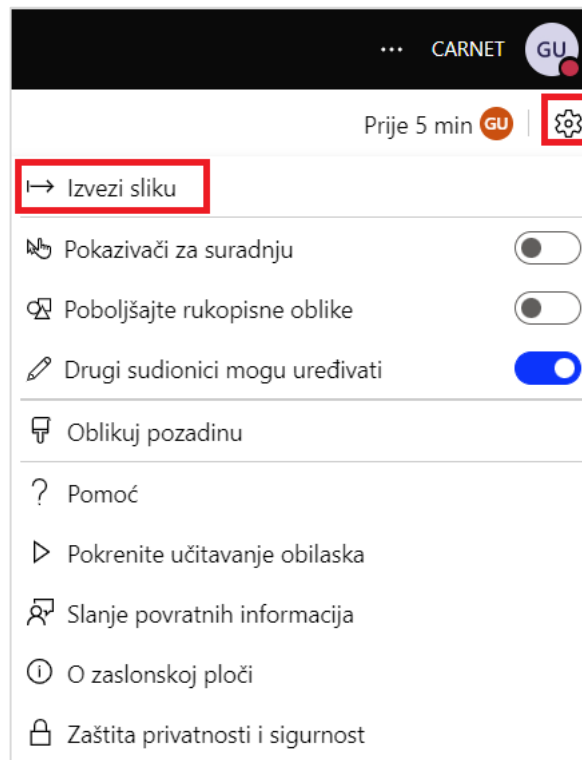 ... CARNET GU
Prije 5 min GU
Izvezi sliku
Pokazivači za suradnju
Poboljšajte rukopisne oblike
Drugi sudionici mogu uređivati
Oblikuj pozadinu
Pomoć
Pokrenite učitavanje obilaska
Slanje povratnih informacija
O zaslonskoj ploči
Zaštita privatnosti i sigurnost